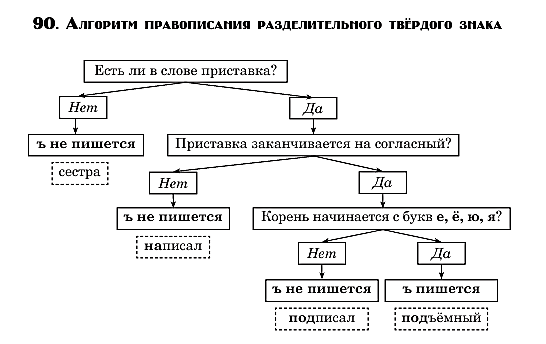 90. Алгоритм правописания разделительного твёрдого знака
Есть ли в слове приставка?
Нет
Да
ъ не пишется
Приставка заканчивается на согласный?
сестра
Нет
Да
ъ не пишется
Корень начинается с букв е, ё, ю, я?
написал
Нет
Да
ъ не пишется
ъ пишется
подписал
подъёмный